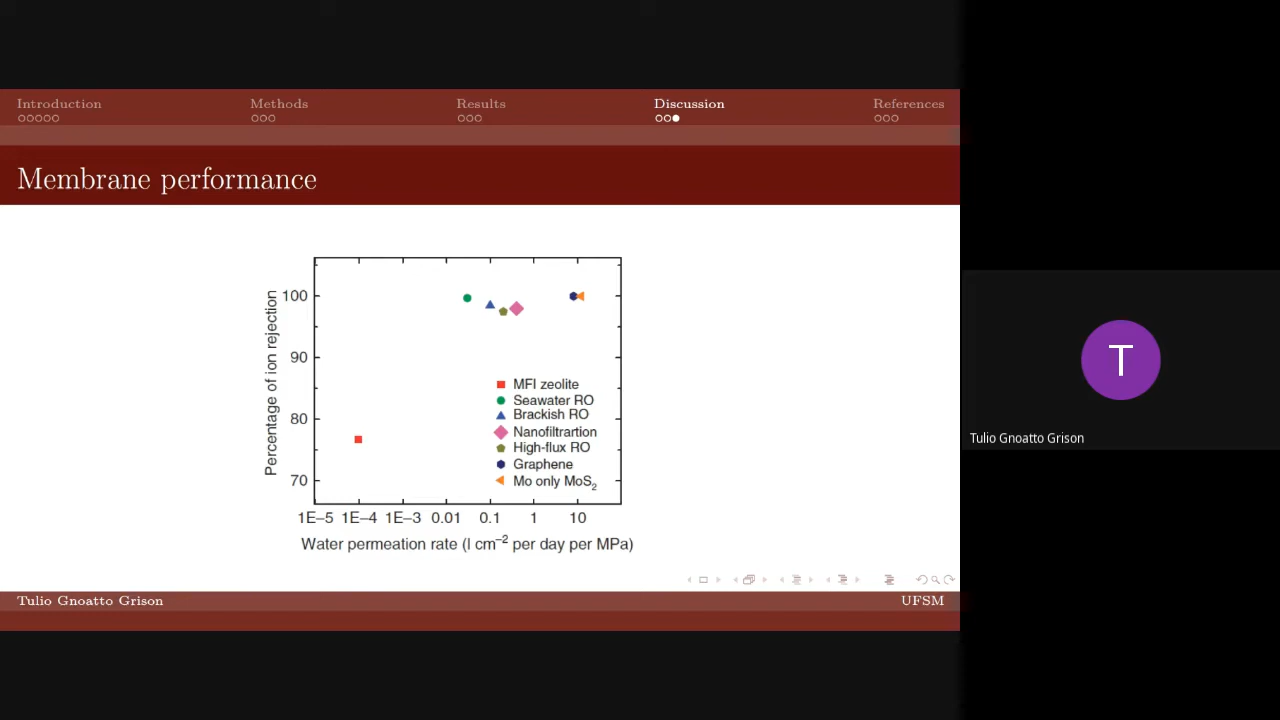 Introduction Methods Results Discussion References
Membrane performance
Percentage of ion rejection
100
90
80
70
MFI zeolite
Seawater RO
Brackish RO
Nanofiltrartion
High-flux RO
Graphene
Mo only MoS2
1E–5 1E–4 1E–3 0.01 0.1 1 10
Water permeation rate (l cm−2 per day per MPa)
Tulio Gnoatto Grison UFSM
T
Tulio Gnoatto Grison